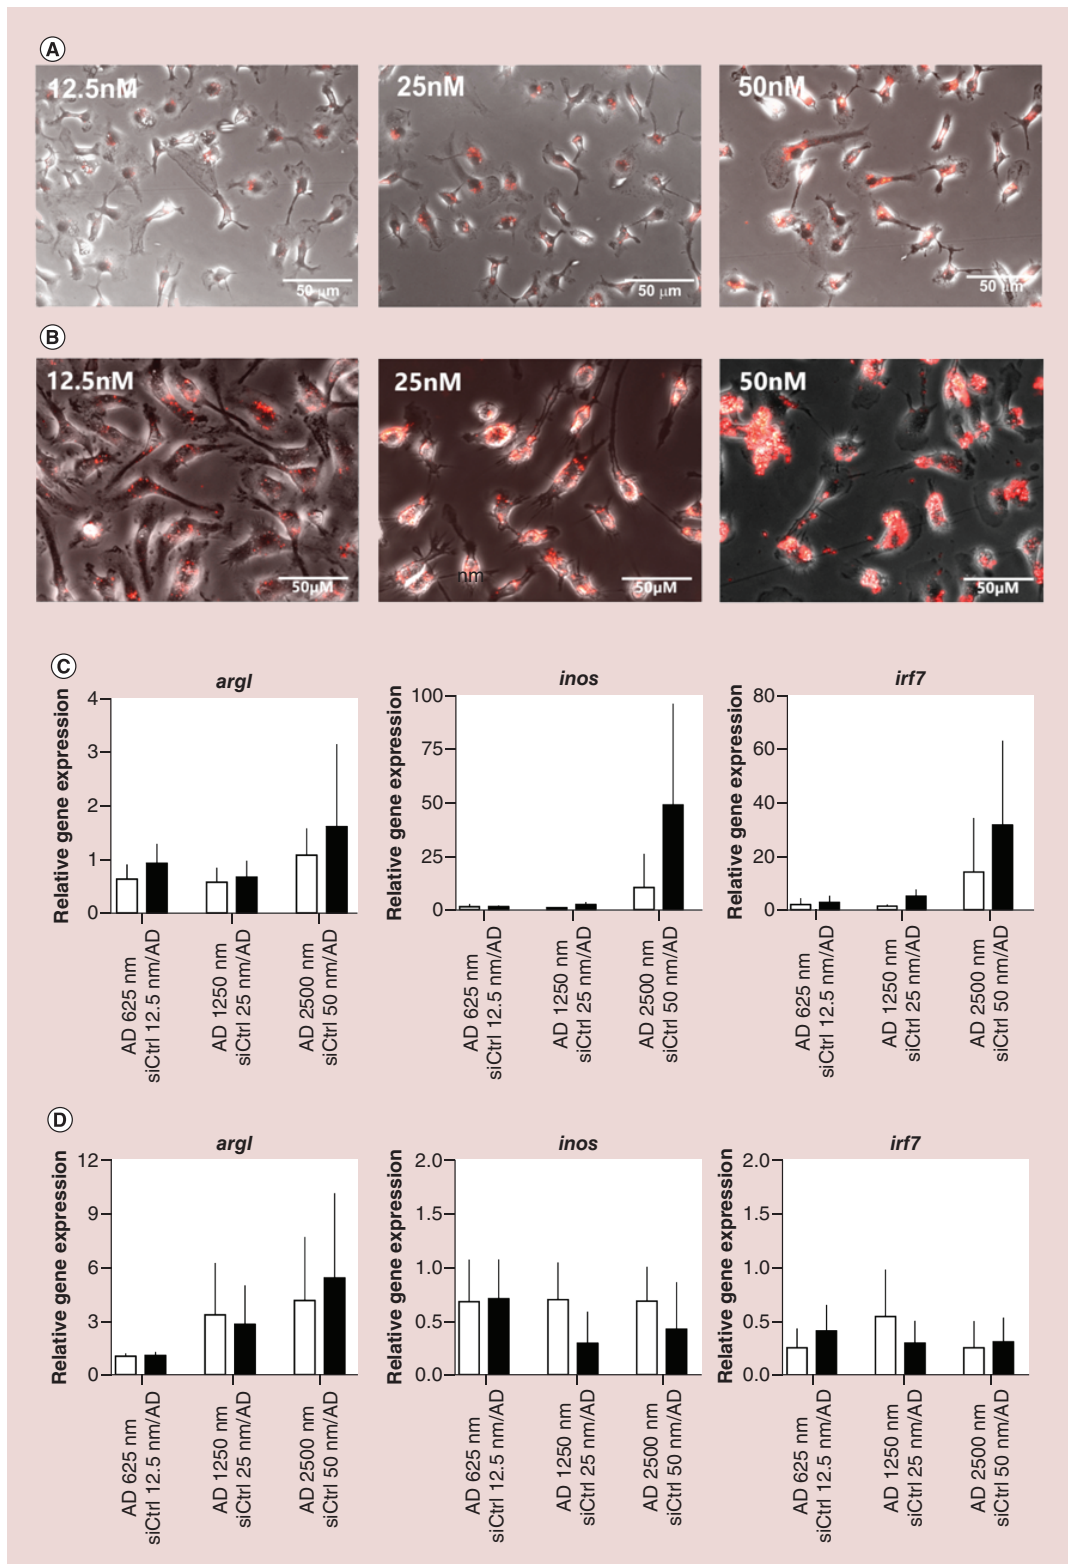 A
12.5nM
25nM
50nM
50 μm
50 μm
50 μm
B
12.5nM
25nM
50nM
nm
50μM
50μM
50μM
C
argI
inos
irf7
Relative gene expression
4
3
2
1
0
Relative gene expression
100
75
50
25
0
Relative gene expression
80
60
40
20
0
AD 625 nm
siCtrl 12.5 nm/AD
AD 1250 nm
siCtrl 25 nm/AD
AD 2500 nm
siCtrl 50 nm/AD
AD 625 nm
siCtrl 12.5 nm/AD
AD 1250 nm
siCtrl 25 nm/AD
AD 2500 nm
siCtrl 50 nm/AD
AD 625 nm
siCtrl 12.5 nm/AD
AD 1250 nm
siCtrl 25 nm/AD
AD 2500 nm
siCtrl 50 nm/AD
D
argI
inos
irf7
Relative gene expression
12
9
6
3
0
Relative gene expression
2.0
1.5
1.0
0.5
0.0
Relative gene expression
2.0
1.5
1.0
0.5
0.0
AD 625 nm
siCtrl 12.5 nm/AD
AD 1250 nm
siCtrl 25 nm/AD
AD 2500 nm
siCtrl 50 nm/AD
AD 625 nm
siCtrl 12.5 nm/AD
AD 1250 nm
siCtrl 25 nm/AD
AD 2500 nm
siCtrl 50 nm/AD
AD 625 nm
siCtrl 12.5 nm/AD
AD 1250 nm
siCtrl 25 nm/AD
AD 2500 nm
siCtrl 50 nm/AD